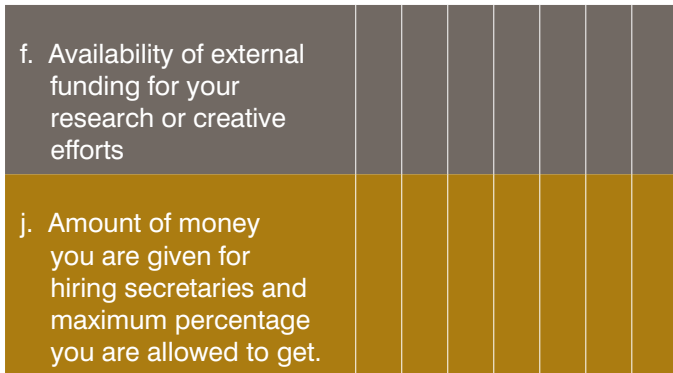 f. Availability of external
funding for your
research or creative
efforts
j. Amount of money
you are given for
hiring secretaries and
maximum percentage
you are allowed to get.